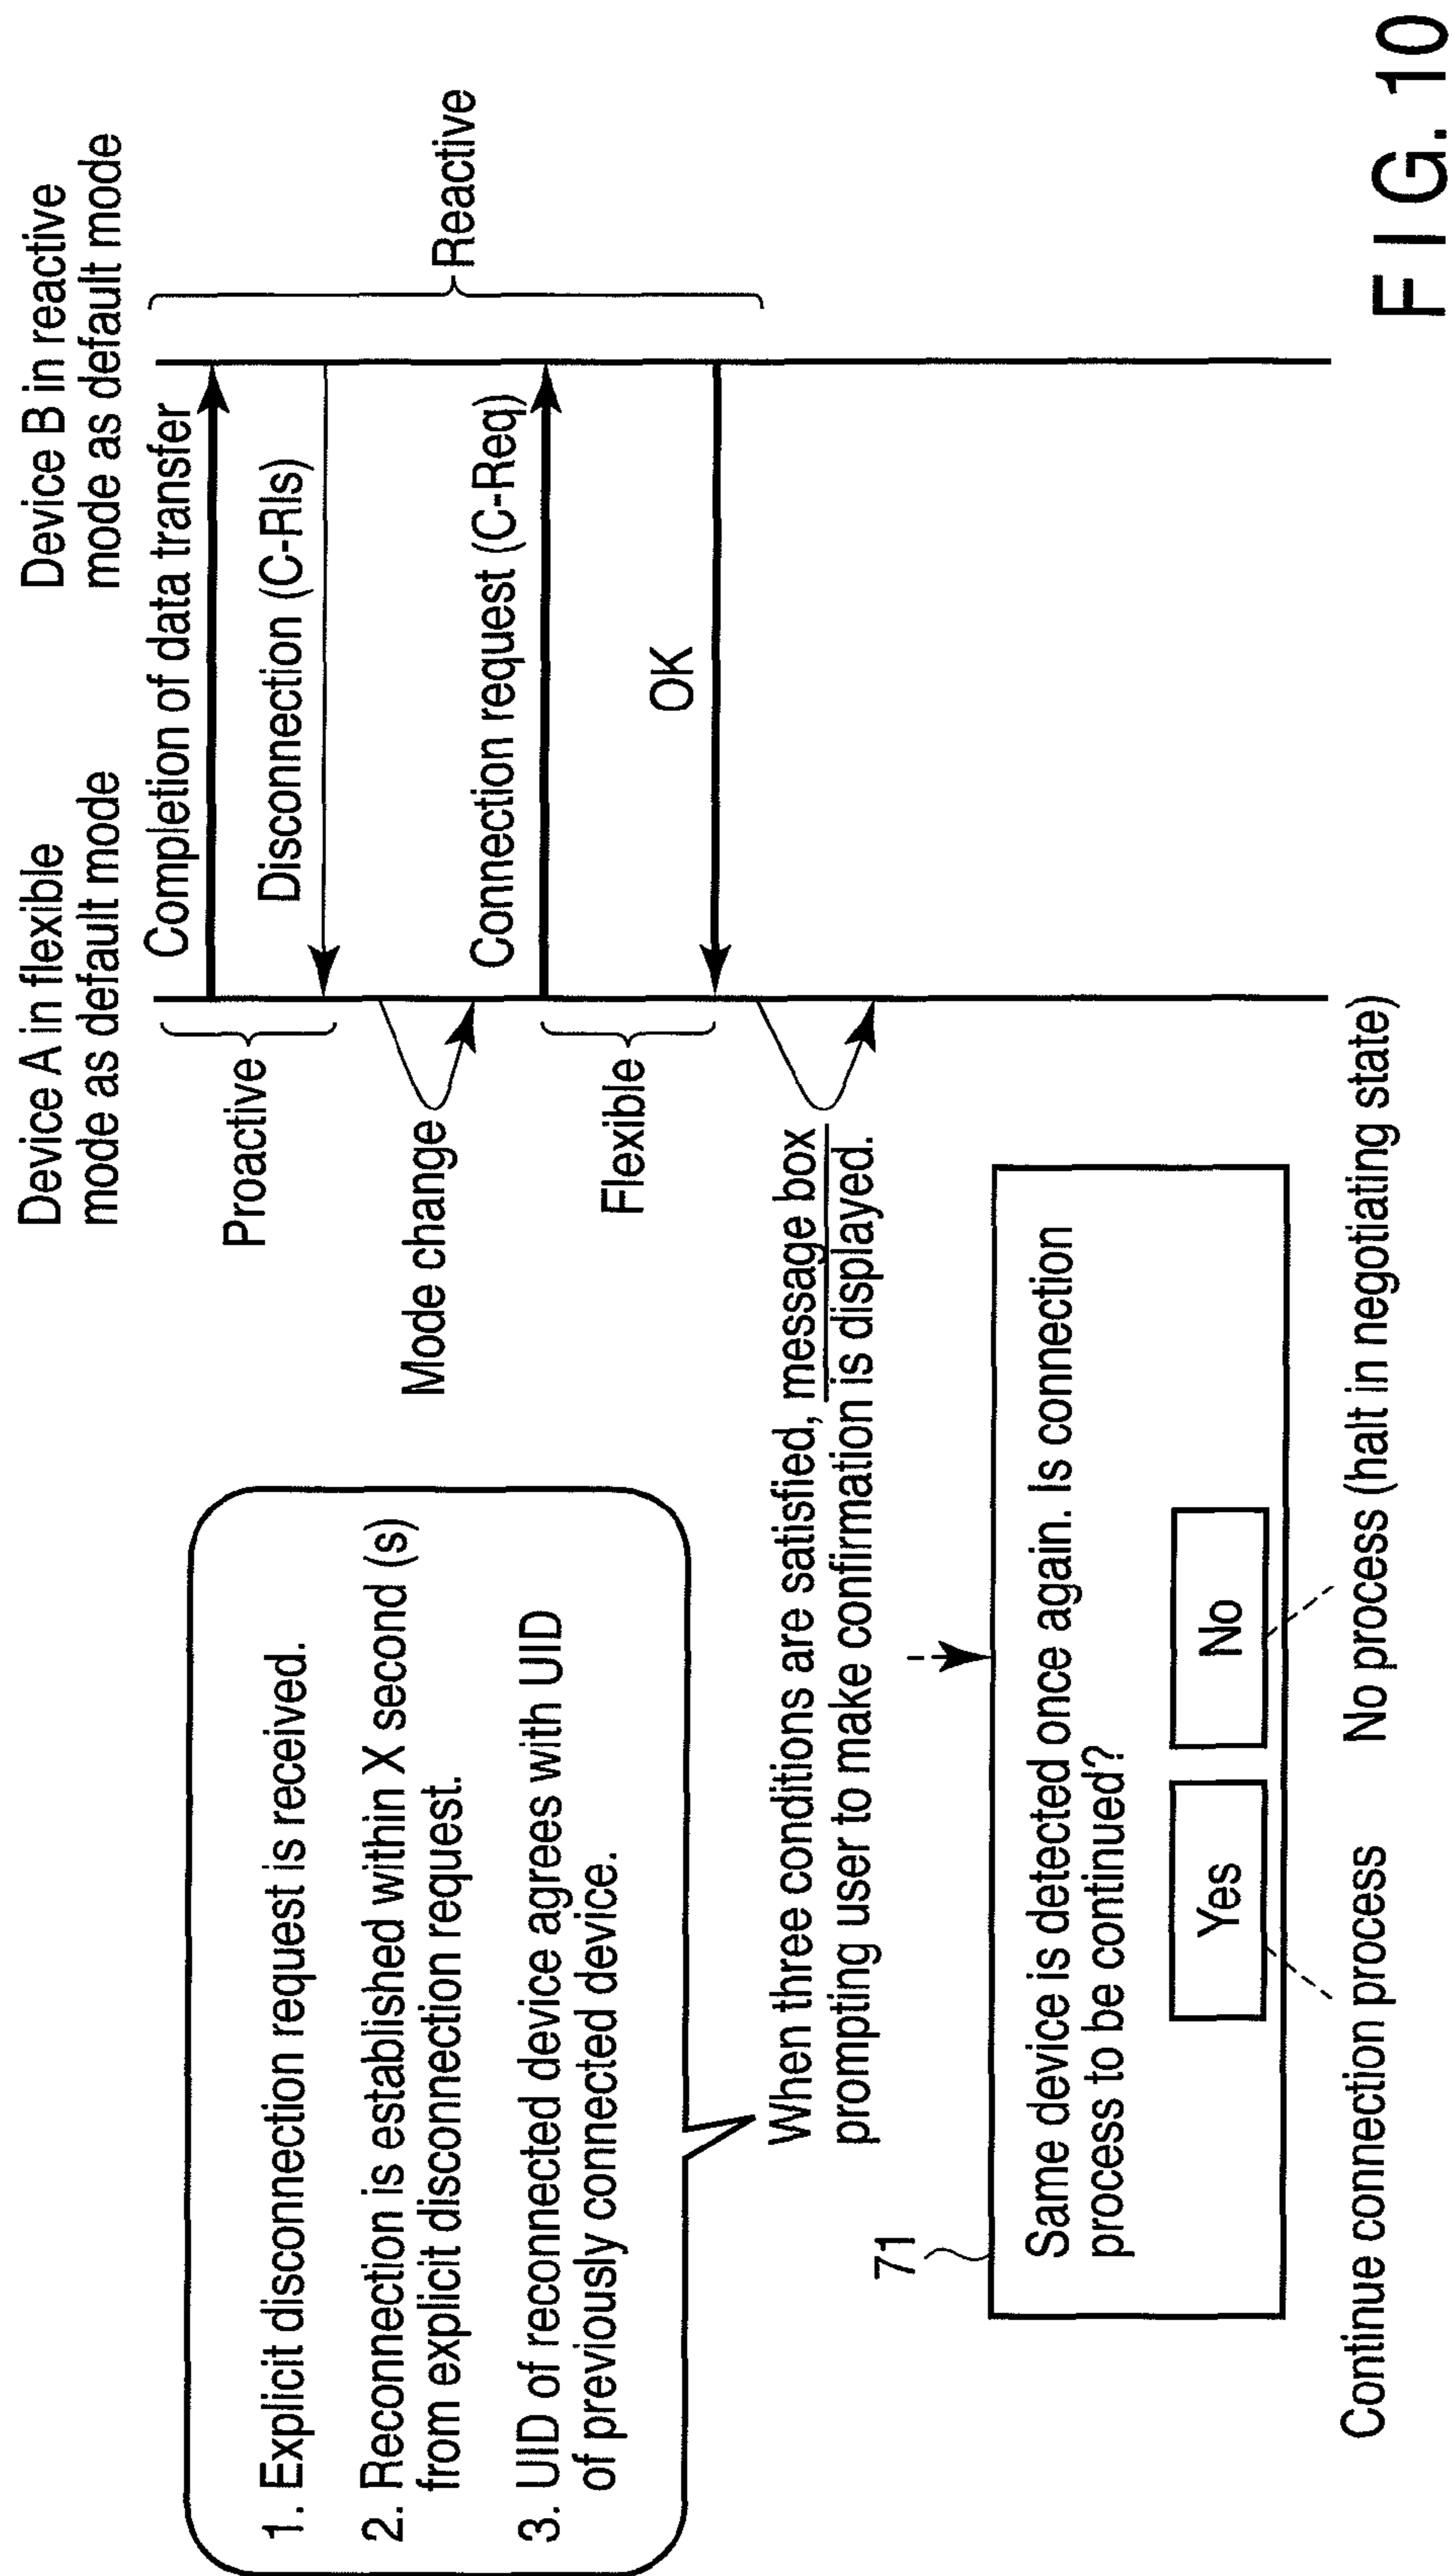 Device A in flexible
mode as default mode
Device B in reactive
mode as default mode
Completion of data transfer
Proactive
Disconnection (C-Rls)
Mode change
Connection request (C-Req)
Reactive
Flexible
OK
1. Explicit disconnection request is received.
2. Reconnection is established within X second (s)
from explicit disconnection request.
3. UID of reconnected device agrees with UID
of previously connected device.
When three conditions are satisfied, message box
prompting user to make confirmation is displayed.
71
Same device is detected once again. Is connection
process to be continued?
Yes
No
Continue connection process
No process (halt in negotiating state)
FIG. 10